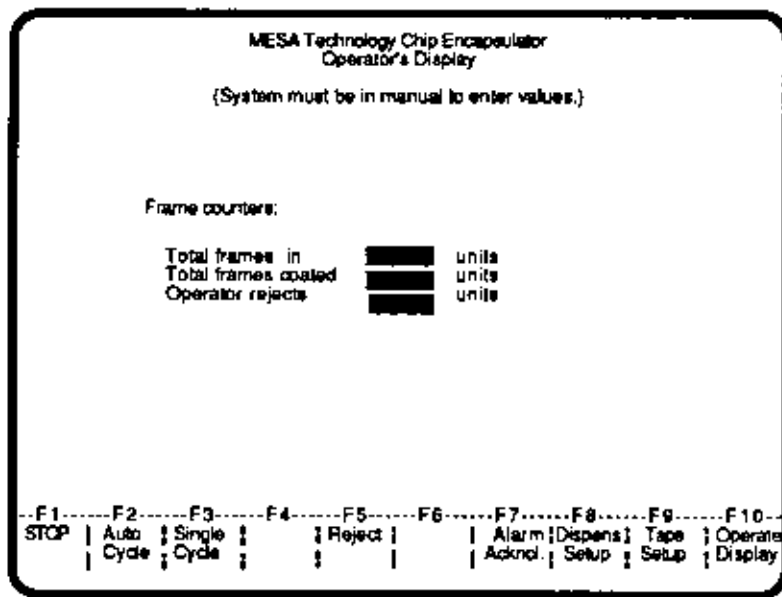 MESA Technology Chip Encapsulator
Operator's Display
(System must be in manual to enter values.)
Frame counters:
Total frames in units
Total frames coated units
Operator rejects units
--F1------F2-----F3------F4------F5------F6------F7------F8------F9------F10--
STOP | Auto | Single | | Reject | | Alarm | Dispens | Tape | Operate
| Cycle | Cycle | | | | Acknol. | Setup | Setup | Display